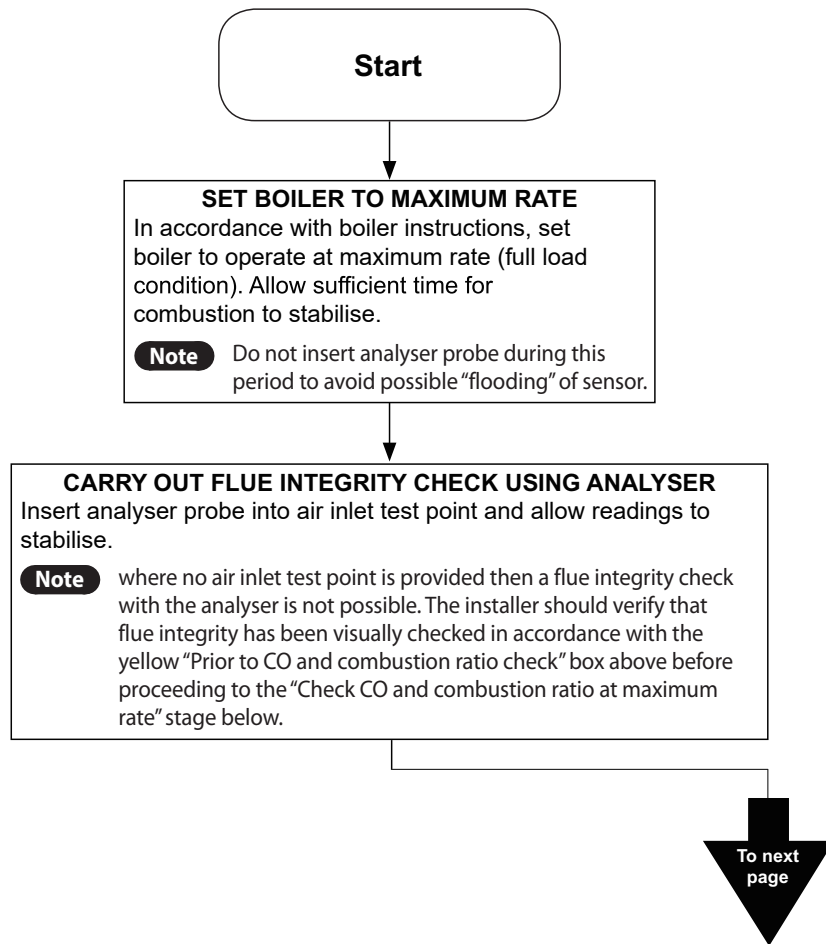 Start
SET BOILER TO MAXIMUM RATE
In accordance with boiler instructions, set
boiler to operate at maximum rate (full load
condition). Allow sufficient time for
combustion to stabilise.
Note Do not insert analyser probe during this
period to avoid possible “flooding” of sensor.
CARRY OUT FLUE INTEGRITY CHECK USING ANALYSER
Insert analyser probe into air inlet test point and allow readings to
stabilise.
Note where no air inlet test point is provided then a flue integrity check
with the analyser is not possible. The installer should verify that
flue integrity has been visually checked in accordance with the
yellow “Prior to CO and combustion ratio check” box above before
proceeding to the “Check CO and combustion ratio at maximum
rate” stage below.
To next
page